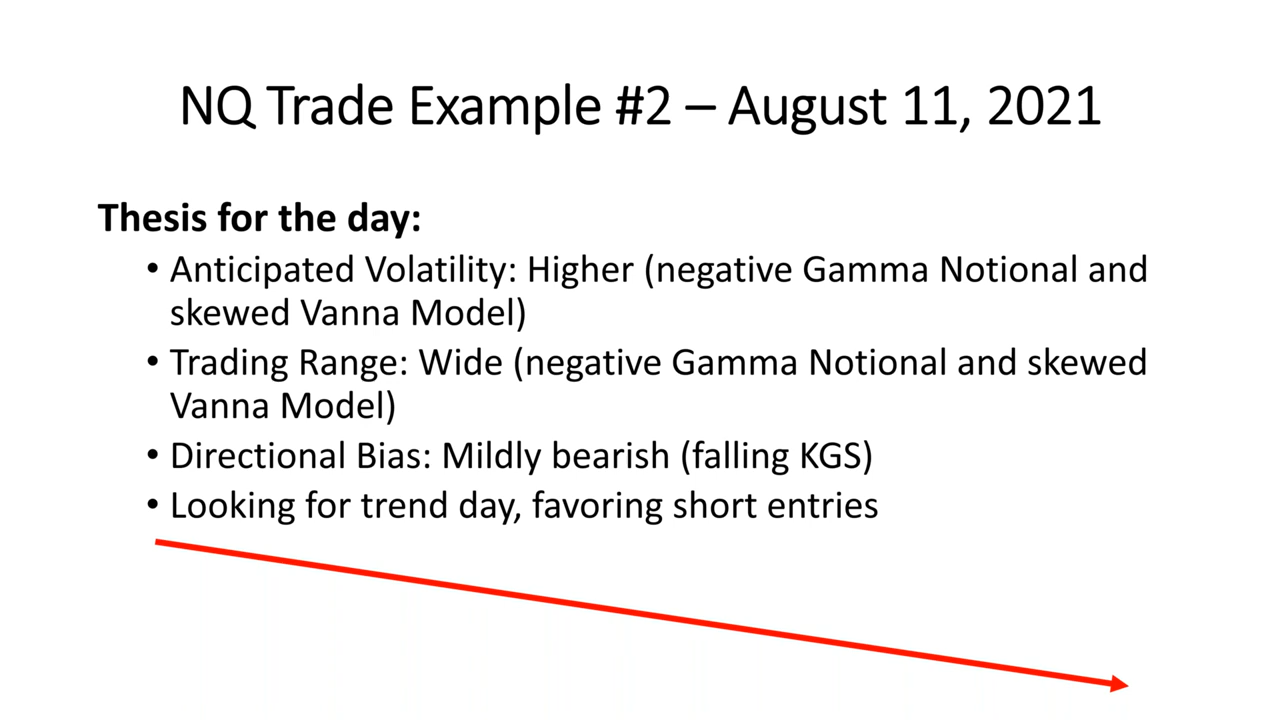 NQ Trade Example #2 – August 11, 2021
Thesis for the day:
• Anticipated Volatility: Higher (negative Gamma Notional and
skewed Vanna Model)
• Trading Range: Wide (negative Gamma Notional and skewed
Vanna Model)
• Directional Bias: Mildly bearish (falling KGS)
• Looking for trend day, favoring short entries